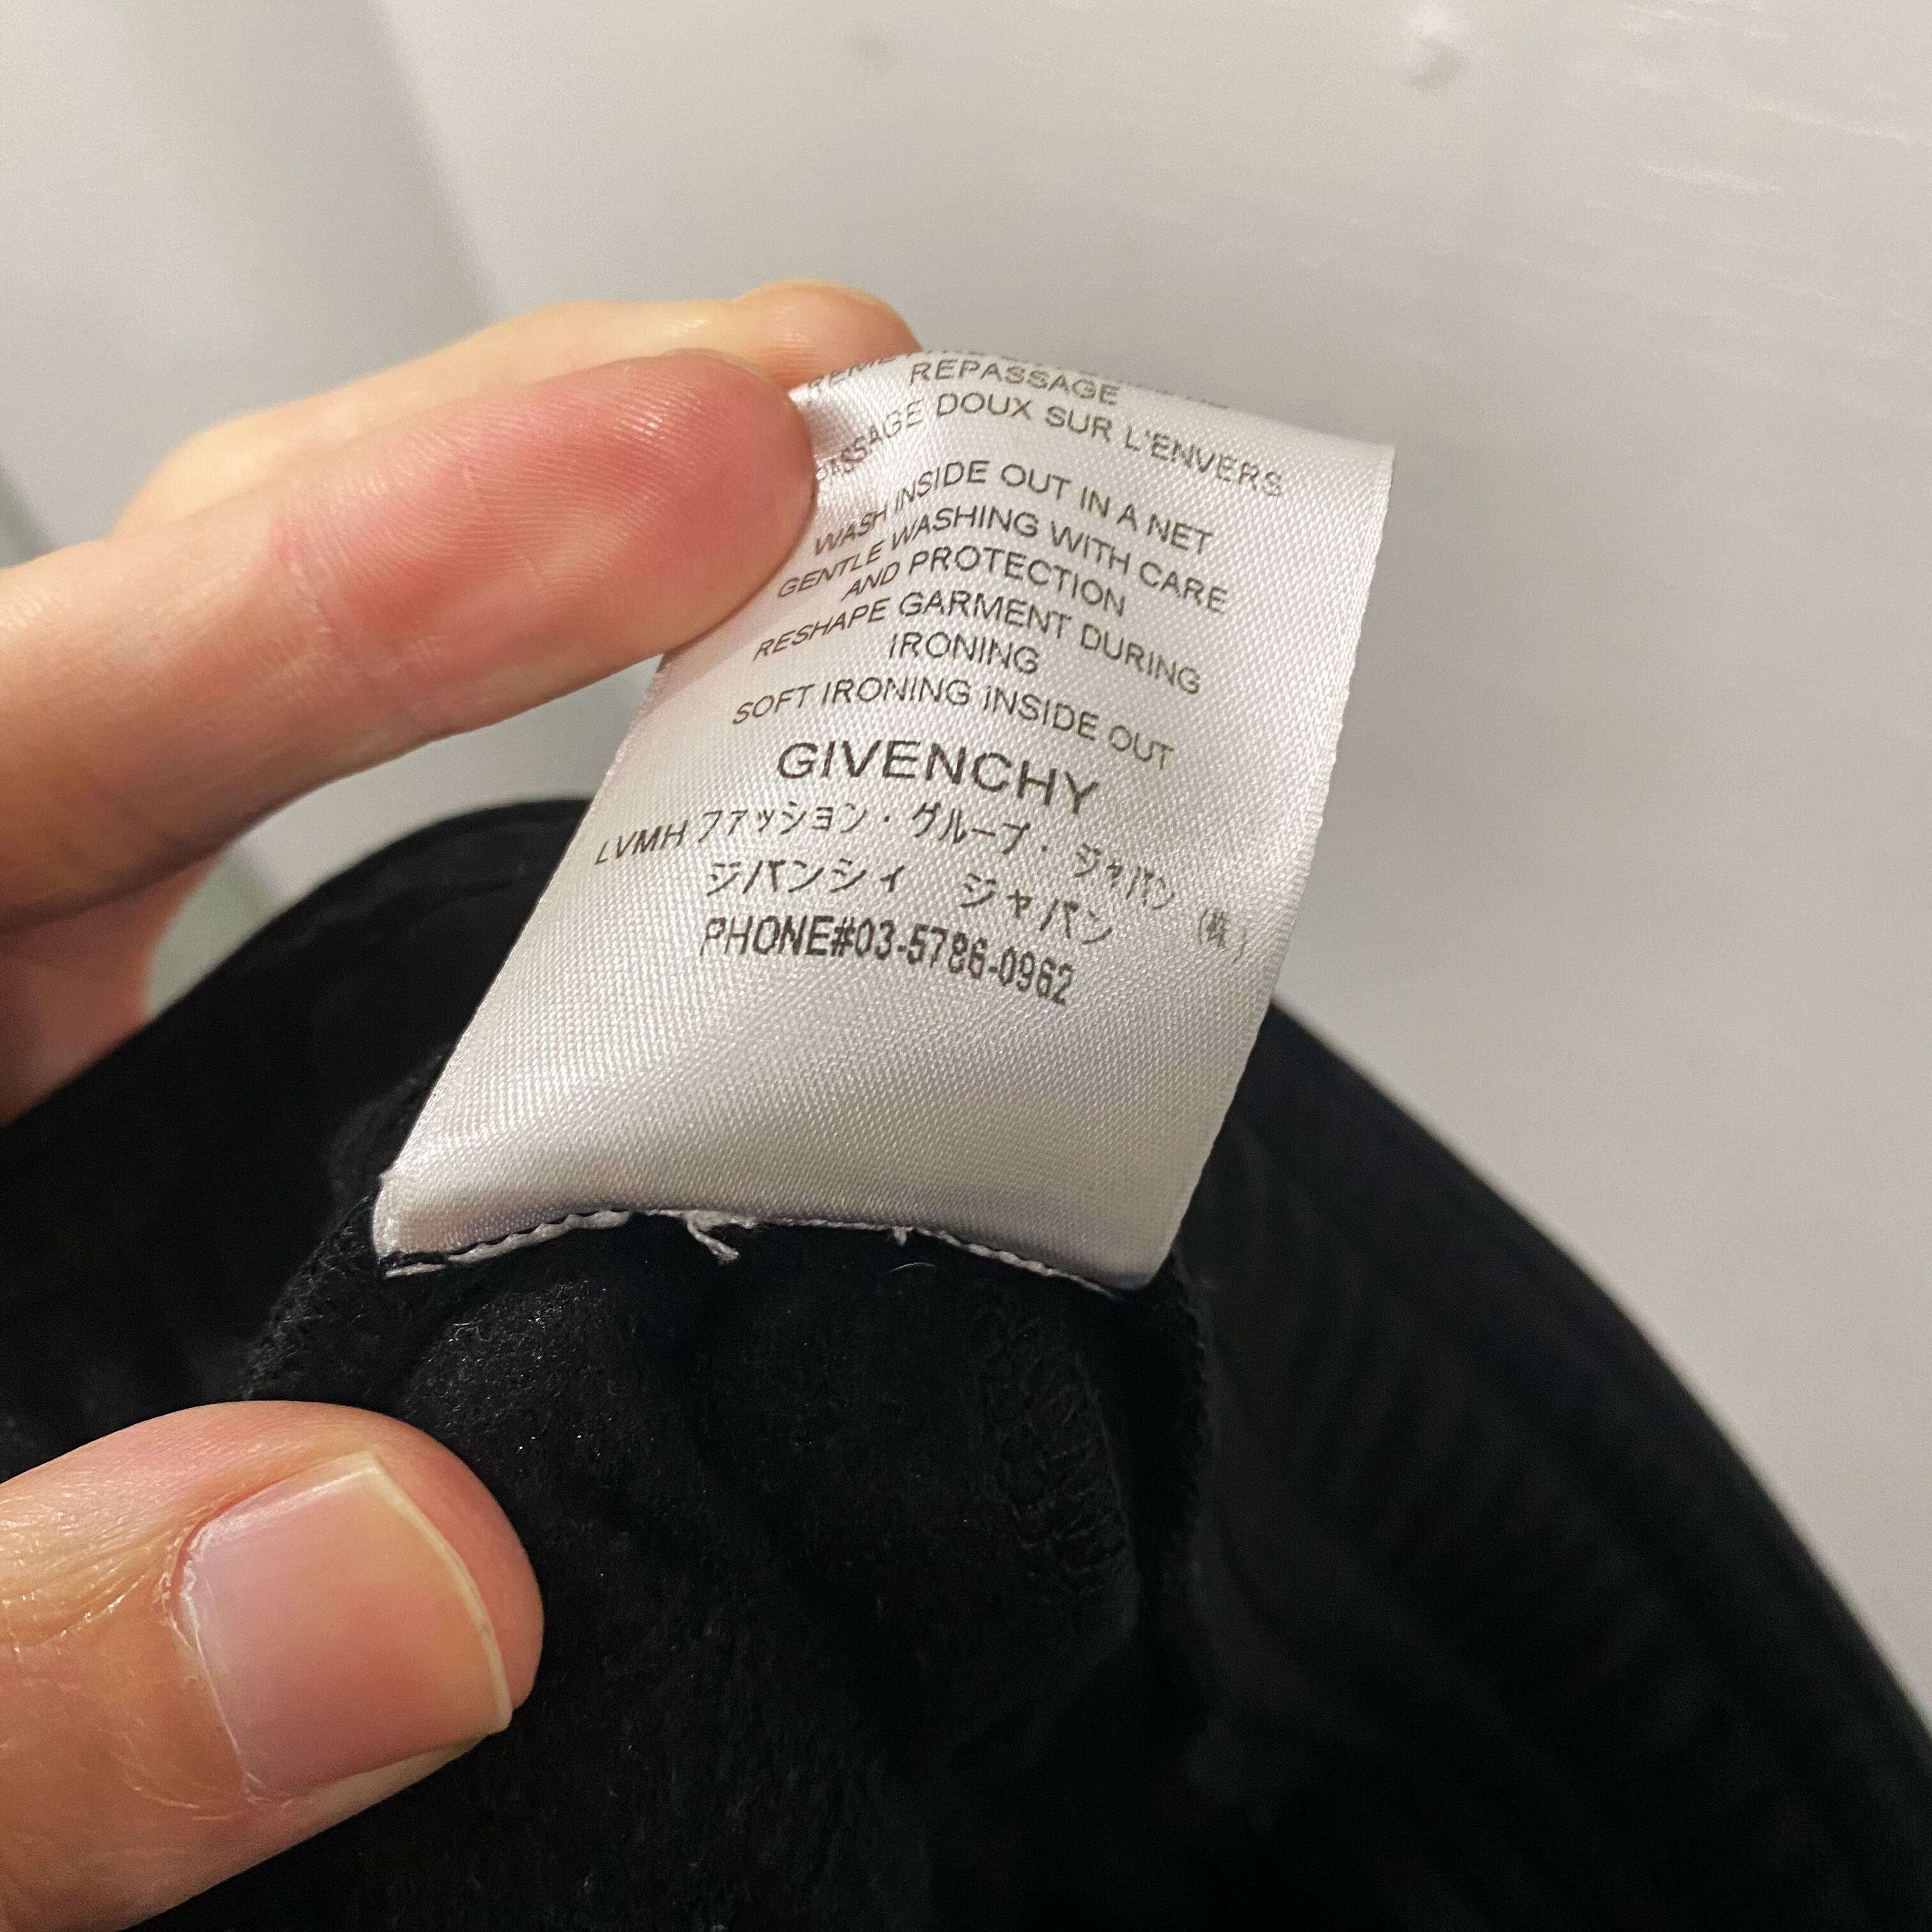 REPASSAGE
DOUX SUR L'ENVERS
WASH INSIDE OUT IN A NET
GENTLE WASHING WITH CARE
AND PROTECTION
RESHAPE GARMENT DURING
IRONING
SOFT IRONING INSIDE OUT
GIVENCHY
LVMH ファッション・グループ・ジャパン (株)
ジバンシィ ジャパン
PHONE#03-5786-0962